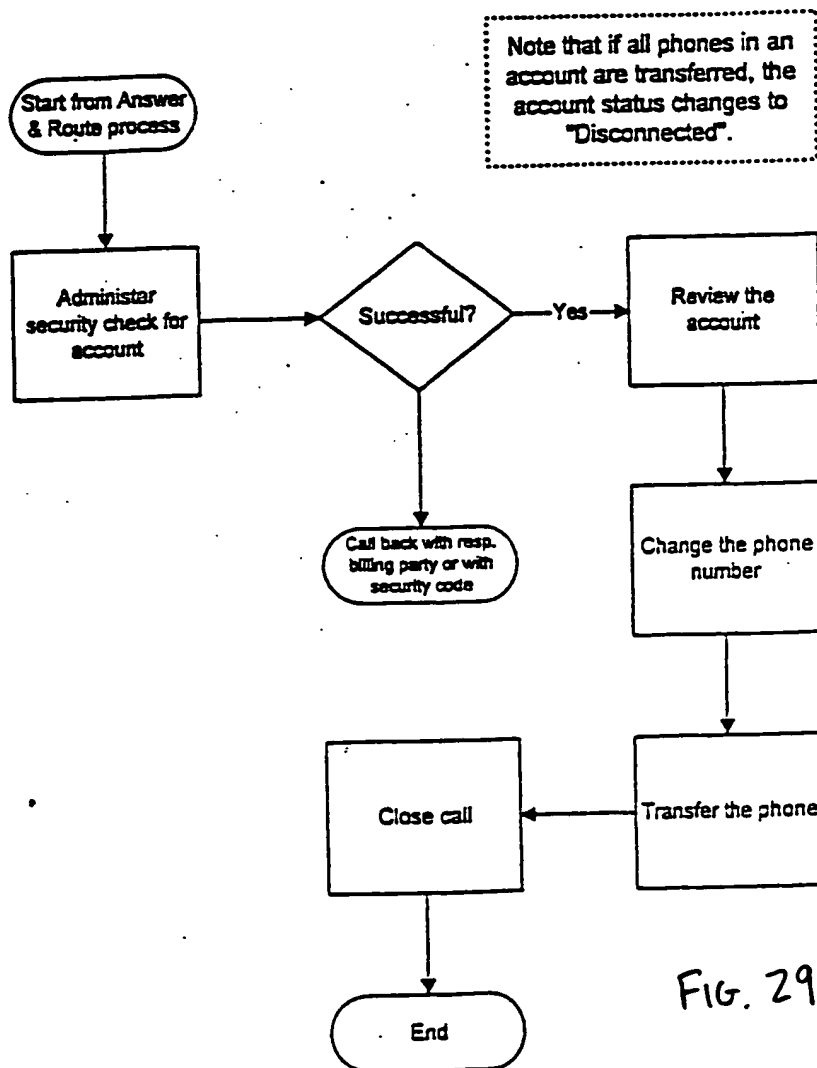 Note that if all phones in an
account are transferred, the
account status changes to
"Disconnected".
Start from Answer
& Route process
Administar
security check for
account
Successful?
Yes
Review the
account
Call back with resp.
billing party or with
security code
Change the phone
number
Close call
Transfer the phone
End
FIG. 29